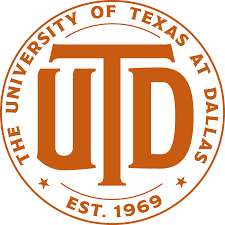 THE UNIVERSITY OF TEXAS AT DALLAS
UTD
EST. 1969